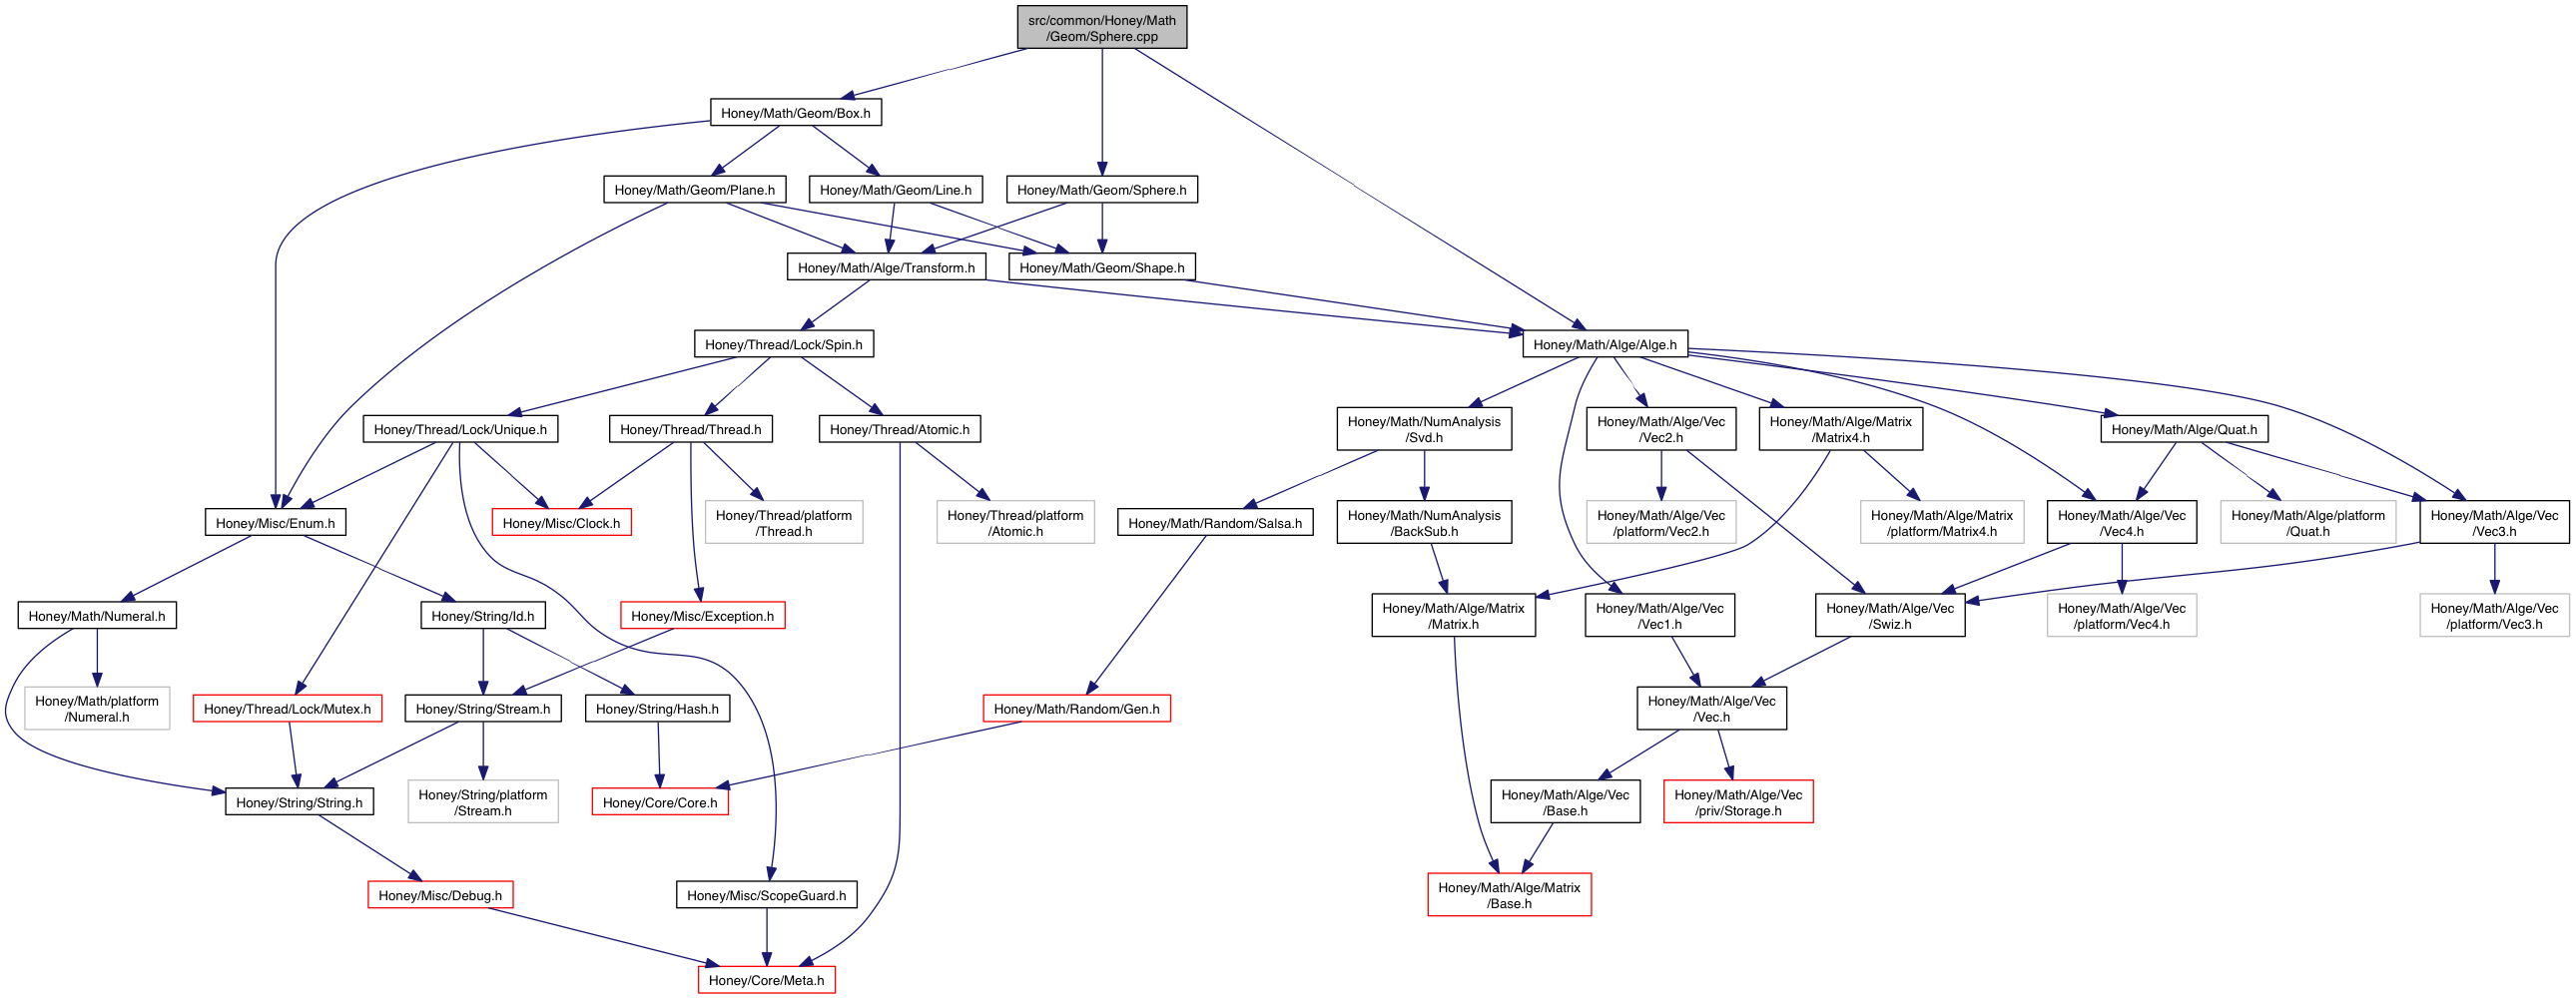 src/common/Honey/Math
/Geom/Sphere.cpp
Honey/Math/Geom/Box.h
Honey/Math/Geom/Plane.h
Honey/Math/Geom/Line.h
Honey/Math/Geom/Sphere.h
Honey/Math/Alge/Transform.h
Honey/Math/Geom/Shape.h
Honey/Thread/Lock/Spin.h
Honey/Math/Alge/Alge.h
Honey/Thread/Lock/Unique.h
Honey/Thread/Thread.h
Honey/Thread/Atomic.h
Honey/Math/NumAnalysis
/Svd.h
Honey/Math/Alge/Vec
/Vec2.h
Honey/Math/Alge/Matrix
/Matrix4.h
Honey/Math/Alge/Quat.h
Honey/Misc/Enum.h
Honey/Misc/Clock.h
Honey/Thread/platform
/Thread.h
Honey/Thread/platform
/Atomic.h
Honey/Math/Random/Salsa.h
Honey/Math/NumAnalysis
/BackSub.h
Honey/Math/Alge/Vec
/platform/Vec2.h
Honey/Math/Alge/Matrix
/platform/Matrix4.h
Honey/Math/Alge/Vec
/Vec4.h
Honey/Math/Alge/platform
/Quat.h
Honey/Math/Alge/Vec
/Vec3.h
Honey/Math/Numeral.h
Honey/String/Id.h
Honey/Misc/Exception.h
Honey/Math/Alge/Matrix
/Matrix.h
Honey/Math/Alge/Vec
/Vec1.h
Honey/Math/Alge/Vec
/Swiz.h
Honey/Math/Alge/Vec
/platform/Vec4.h
Honey/Math/Alge/Vec
/platform/Vec3.h
Honey/Math/platform
/Numeral.h
Honey/Thread/Lock/Mutex.h
Honey/String/Stream.h
Honey/String/Hash.h
Honey/Math/Random/Gen.h
Honey/Math/Alge/Vec
/Vec.h
Honey/String/String.h
Honey/String/platform
/Stream.h
Honey/Core/Core.h
Honey/Math/Alge/Vec
/Base.h
Honey/Math/Alge/Vec
/priv/Storage.h
Honey/Misc/Debug.h
Honey/Misc/ScopeGuard.h
Honey/Math/Alge/Matrix
/Base.h
Honey/Core/Meta.h